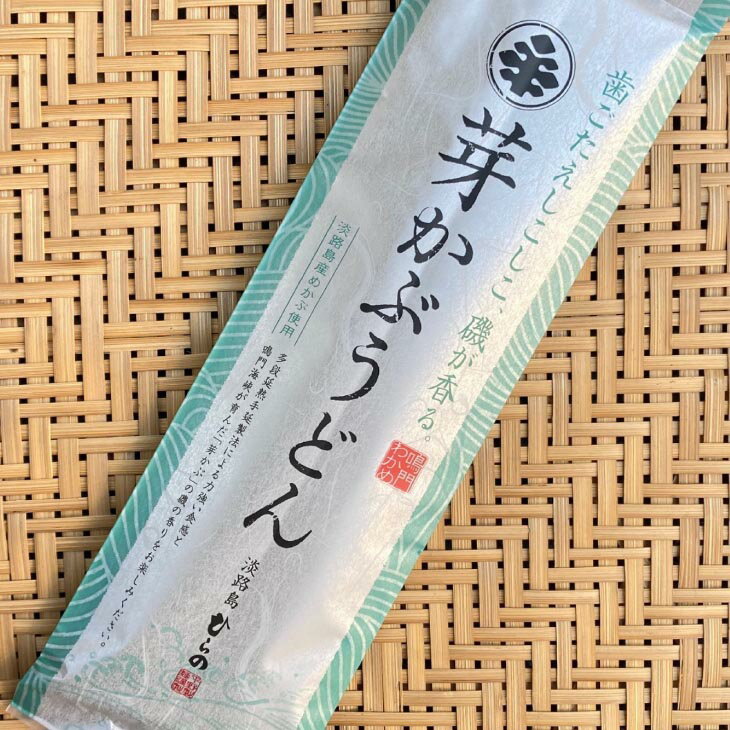 歯ごたえしこしこ、磯が香る。
鳴門
わかめ
芽かぶうどん
淡路島 ひらの
淡路島産めかぶ使用
多段延熟手延製法による力強い食感と
鳴門海峡が育んだ「芽かぶ」の磯の香りをお楽しみください。